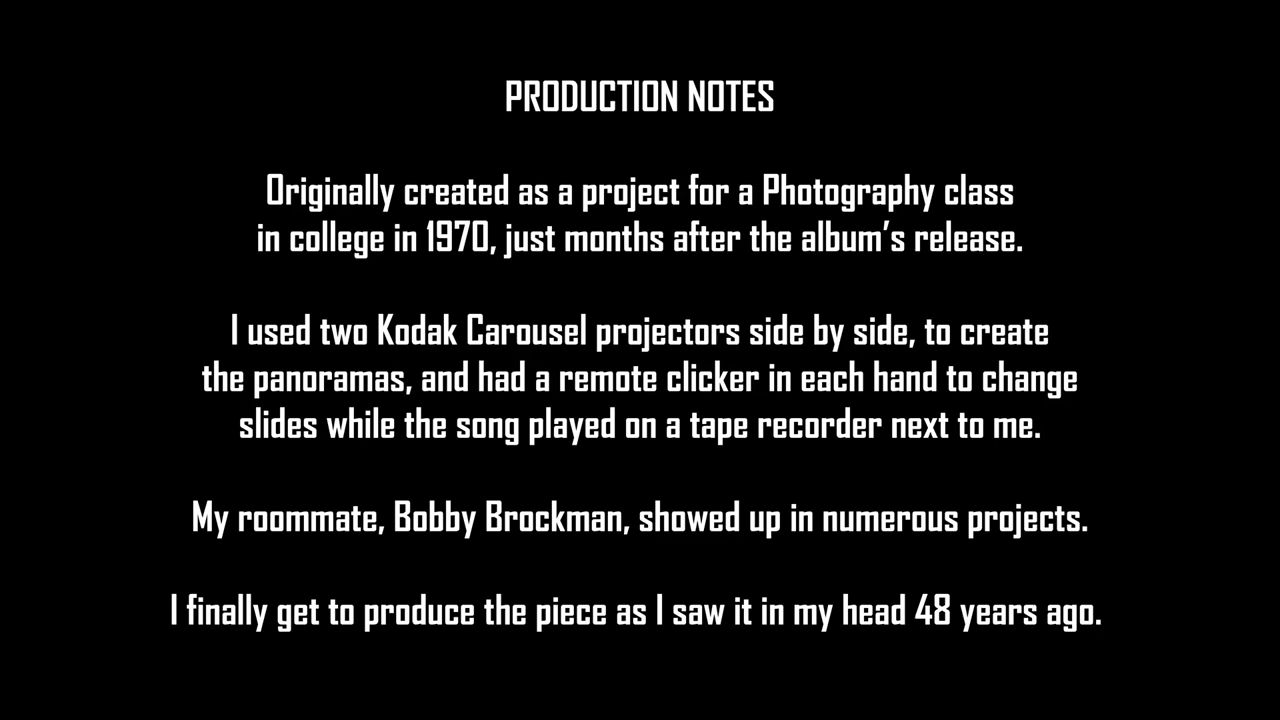 PRODUCTION NOTES
Originally created as a project for a Photography class
in college in 1970, just months after the album’s release.
I used two Kodak Carousel projectors side by side, to create
the panoramas, and had a remote clicker in each hand to change
slides while the song played on a tape recorder next to me.
My roommate, Bobby Brockman, showed up in numerous projects.
I finally get to produce the piece as I saw it in my head 48 years ago.